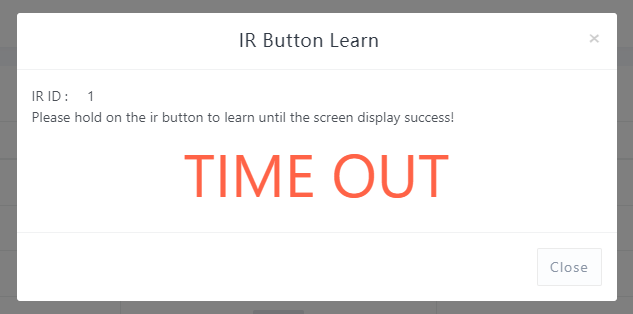 IR Button Learn
×
IR ID : 1
Please hold on the ir button to learn until the screen display success!
TIME OUT
Close